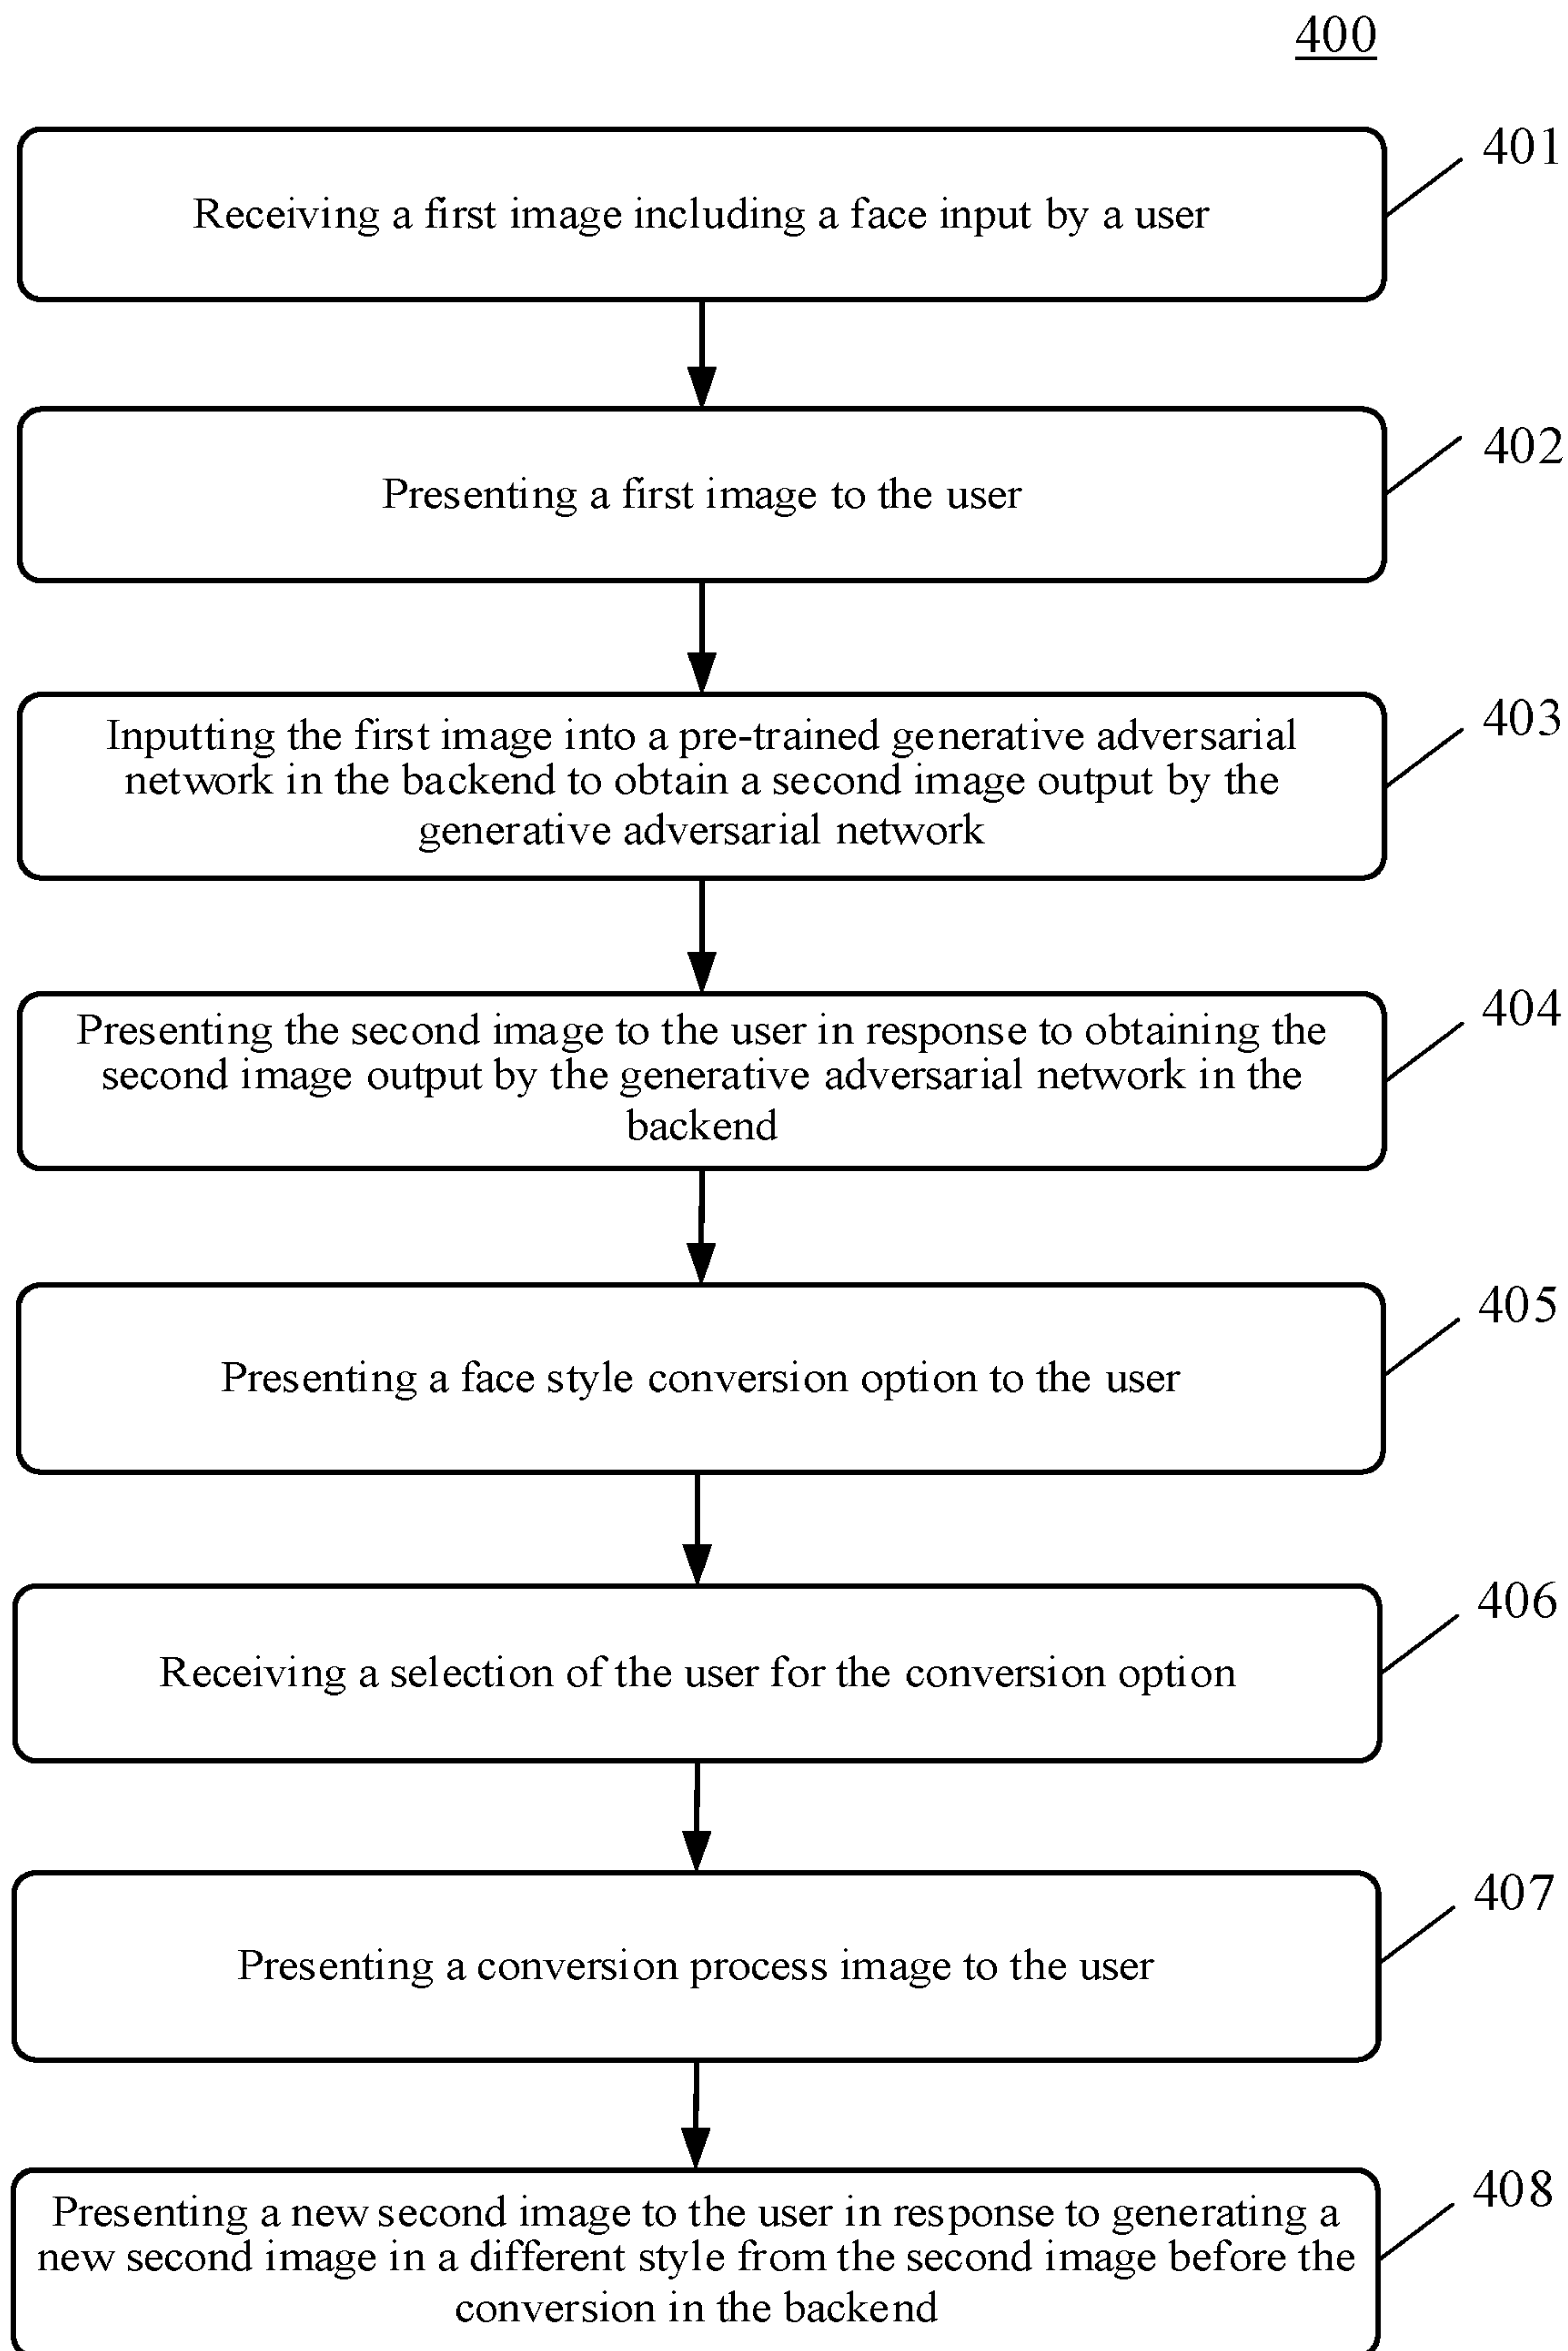 400
401
Receiving a first image including a face input by a user
402
Presenting a first image to the user
403
Inputting the first image into a pre-trained generative adversarial
network in the backend to obtain a second image output by the
generative adversarial network
404
Presenting the second image to the user in response to obtaining the
second image output by the generative adversarial network in the
backend
405
Presenting a face style conversion option to the user
406
Receiving a selection of the user for the conversion option
407
Presenting a conversion process image to the user
408
Presenting a new second image to the user in response to generating a
new second image in a different style from the second image before the
conversion in the backend